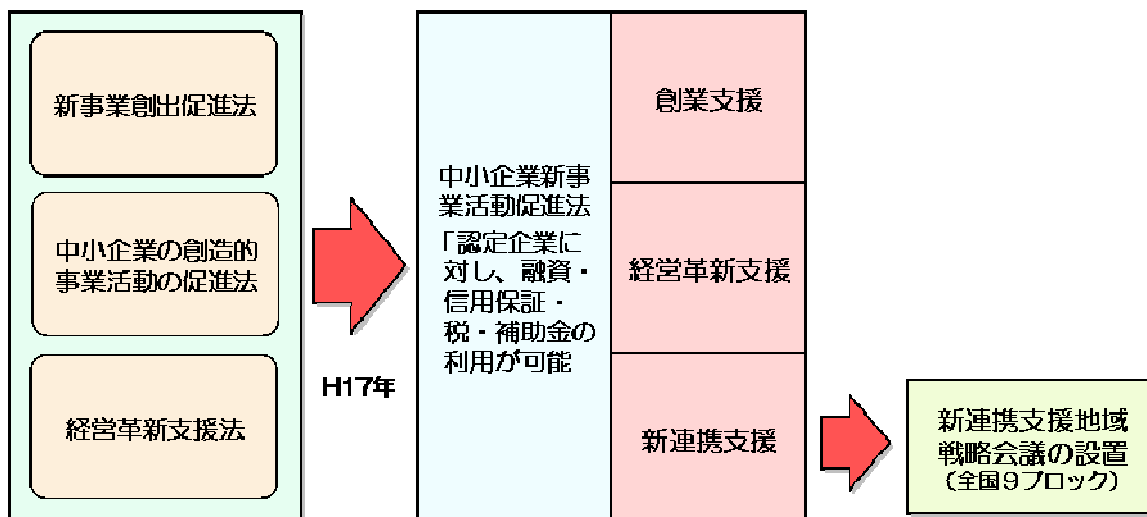 新事業創出促進法
中小企業の創造的
事業活動の促進法
経営革新支援法
H17年
中小企業新事
業活動促進法
「認定企業に
対し、融資・
信用保証・
税・補助金の
利用が可能
創業支援
経営革新支援
新連携支援
新連携支援地域
戦略会議の設置
（全国9ブロック）